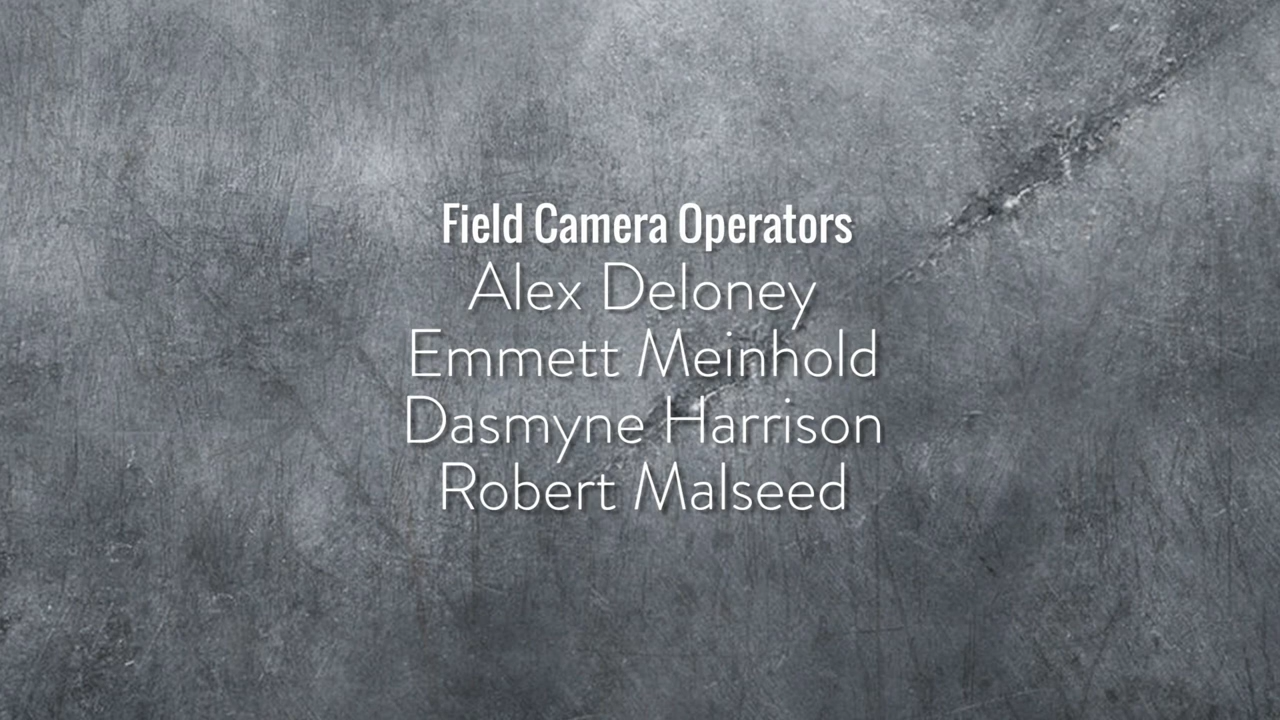 Field Camera Operators
Alex Deloney
Emmett Meinhold
Dasmyne Harrison
Robert Malseed